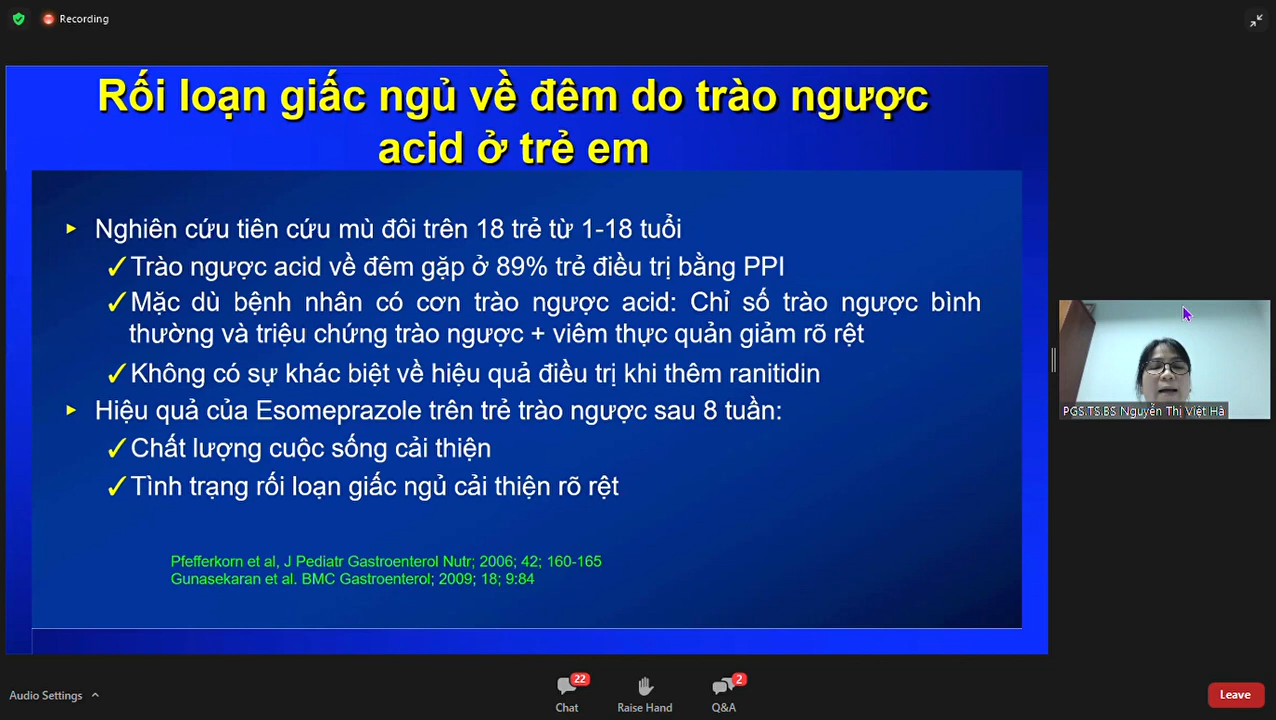 Recording
Rối loạn giấc ngủ về đêm do trào ngược
acid ở trẻ em
Nghiên cứu tiên cứu mù đôi trên 18 trẻ từ 1-18 tuổi
✓Trào ngược acid về đêm gặp ở 89% trẻ điều trị bằng PPI
✓Mặc dù bệnh nhân có cơn trào ngược acid: Chỉ số trào ngược bình
thường và triệu chứng trào ngược + viêm thực quản giảm rõ rệt
✓Không có sự khác biệt về hiệu quả điều trị khi thêm ranitidin
Hiệu quả của Esomeprazole trên trẻ trào ngược sau 8 tuần:
✓Chất lượng cuộc sống cải thiện
✓Tình trạng rối loạn giấc ngủ cải thiện rõ rệt
Pfefferkorn et al, J Pediatr Gastroenterol Nutr; 2006; 42; 160-165
Gunasekaran et al. BMC Gastroenterol; 2009; 18; 9:84
PGS.TS.BS Nguyễn Thị Việt Hà
Audio Settings
22
Chat
Raise Hand
2
Q&A
Leave